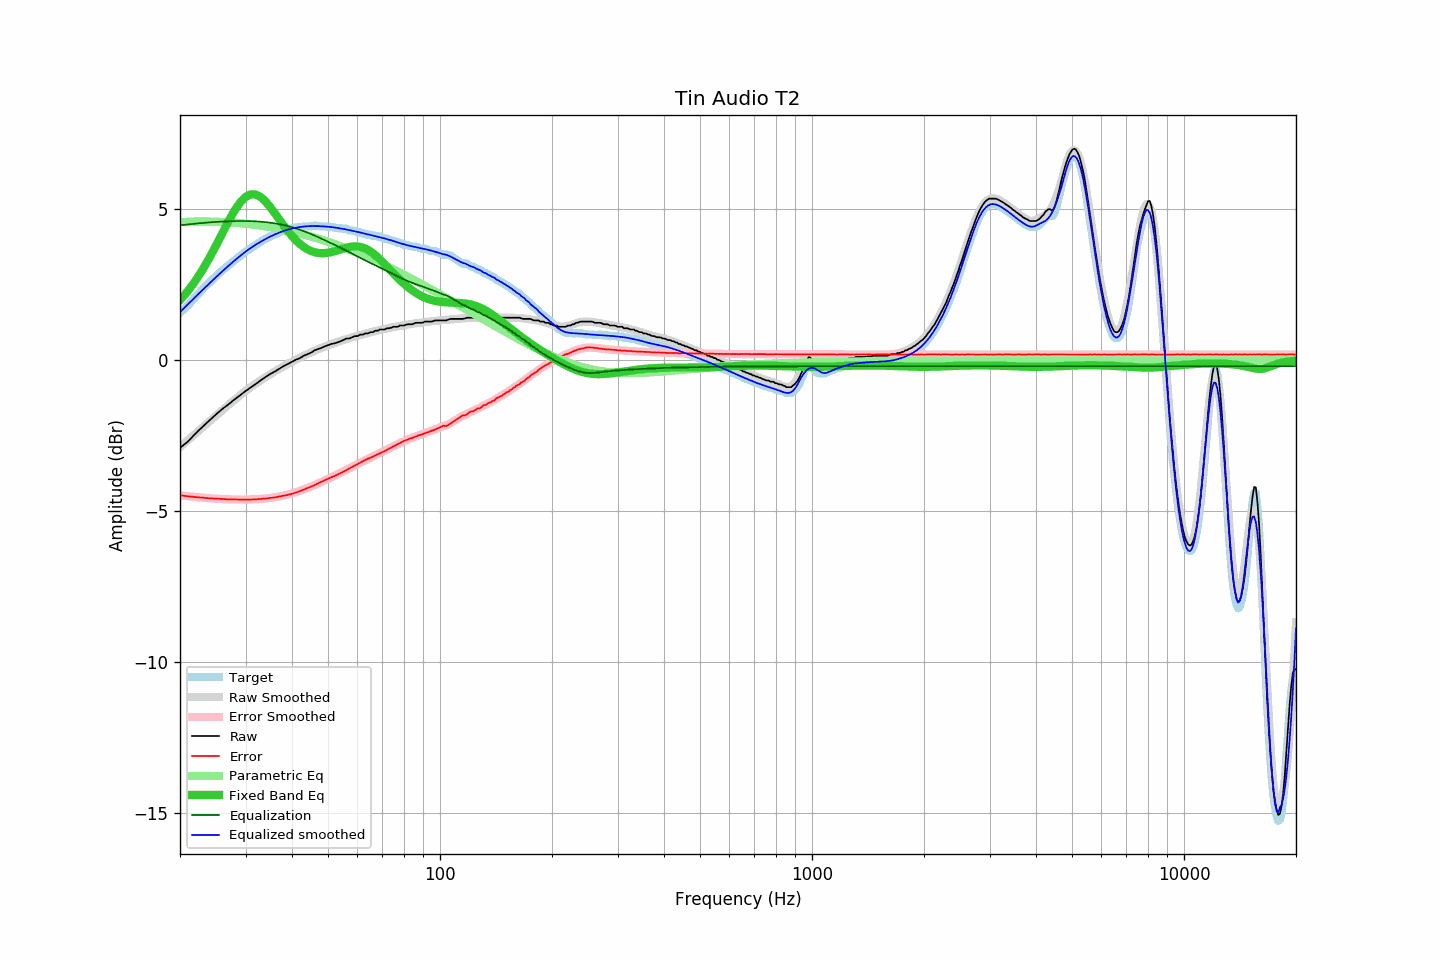 Tin Audio T2
5
0
−5
−10
−15
Amplitude (dBr)
Target
Raw Smoothed
Error Smoothed
Raw
Error
Parametric Eq
Fixed Band Eq
Equalization
Equalized smoothed
100 1000 10000
Frequency (Hz)